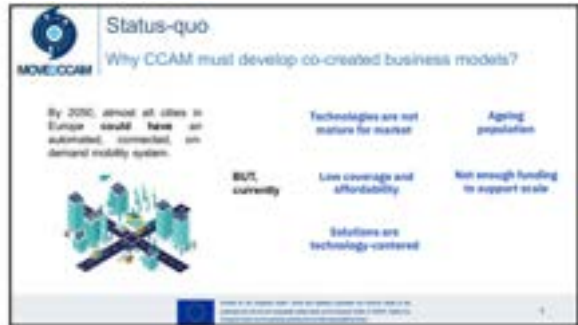 Status-quo
Why CCAM must develop co-created business models?
MOVE2CCAM
By 2050, almost all cities in
Europe could have an
automated, connected, on-
demand mobility system.
BUT,
currently
Technologies are not
mature for market
Ageing
population
Low coverage and
affordability
Not enough funding
to support scale
Solutions are
technology-centered